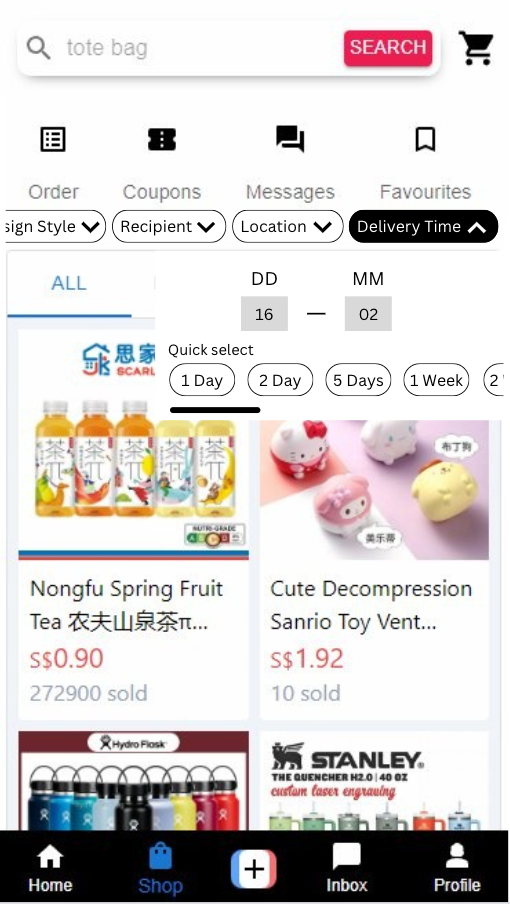 tote bag
SEARCH
Order
Coupons
Messages
Favourites
sign Style
Recipient
Location
Delivery Time
ALL
DD
MM
16 — 02
Quick select
1 Day
2 Day
5 Days
1 Week
2
思家
SCARL
茶π
茶π
茶π
茶π
茶π
NUTRI-GRADE
A B C D
布丁狗
美乐蒂
Nongfu Spring Fruit
Tea 农夫山泉茶π...
S$0.90
272900 sold
Cute Decompression
Sanrio Toy Vent...
S$1.92
10 sold
Hydro Flask
STANLEY.
THE QUENCHER H2.0 | 40 OZ
custom laser engraving
Home
Shop
Inbox
Profile